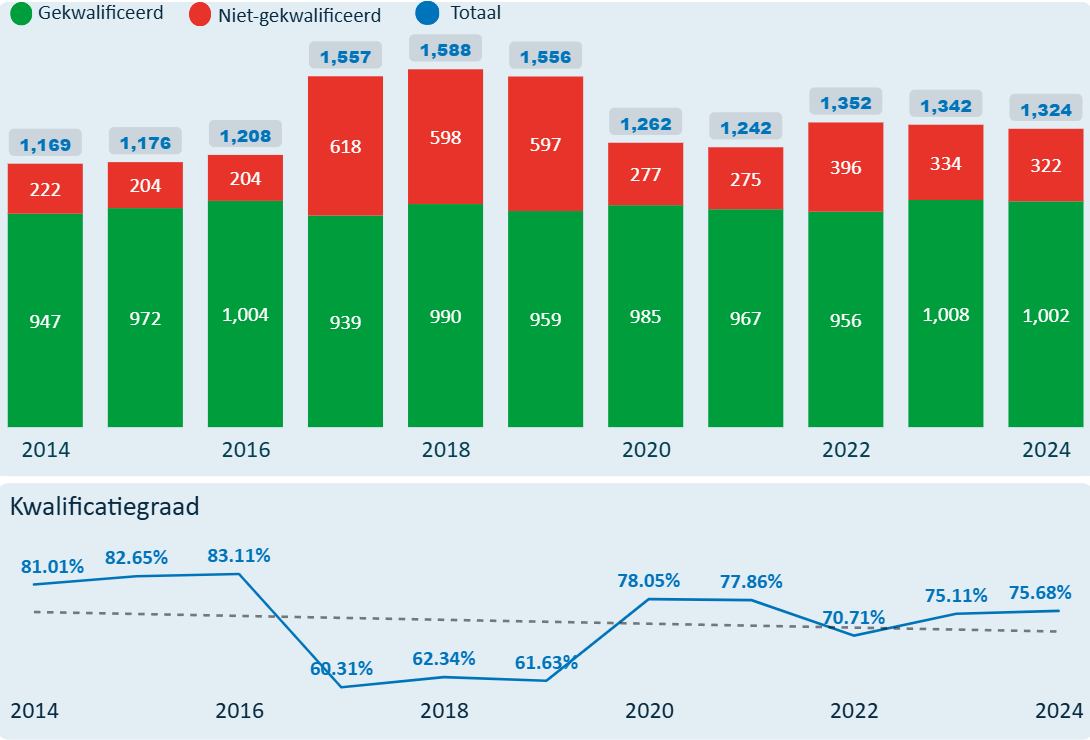 Gekwalificeerd Niet-gekwalificeerd Totaal
1,169 1,176 1,208 1,557 1,588 1,556 1,262 1,242 1,352 1,342 1,324
222 204 204 618 598 597 277 275 396 334 322
947 972 1,004 939 990 959 985 967 956 1,008 1,002
2014 2016 2018 2020 2022 2024
Kwalificatiegraad
81.01% 82.65% 83.11% 60.31% 62.34% 61.63% 78.05% 77.86% 70.71% 75.11% 75.68%
2014 2016 2018 2020 2022 2024